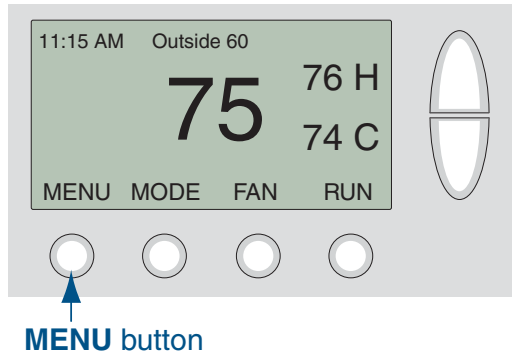 11:15 AM Outside 60
75
76 H
74 C
MENU MODE FAN RUN
MENU button